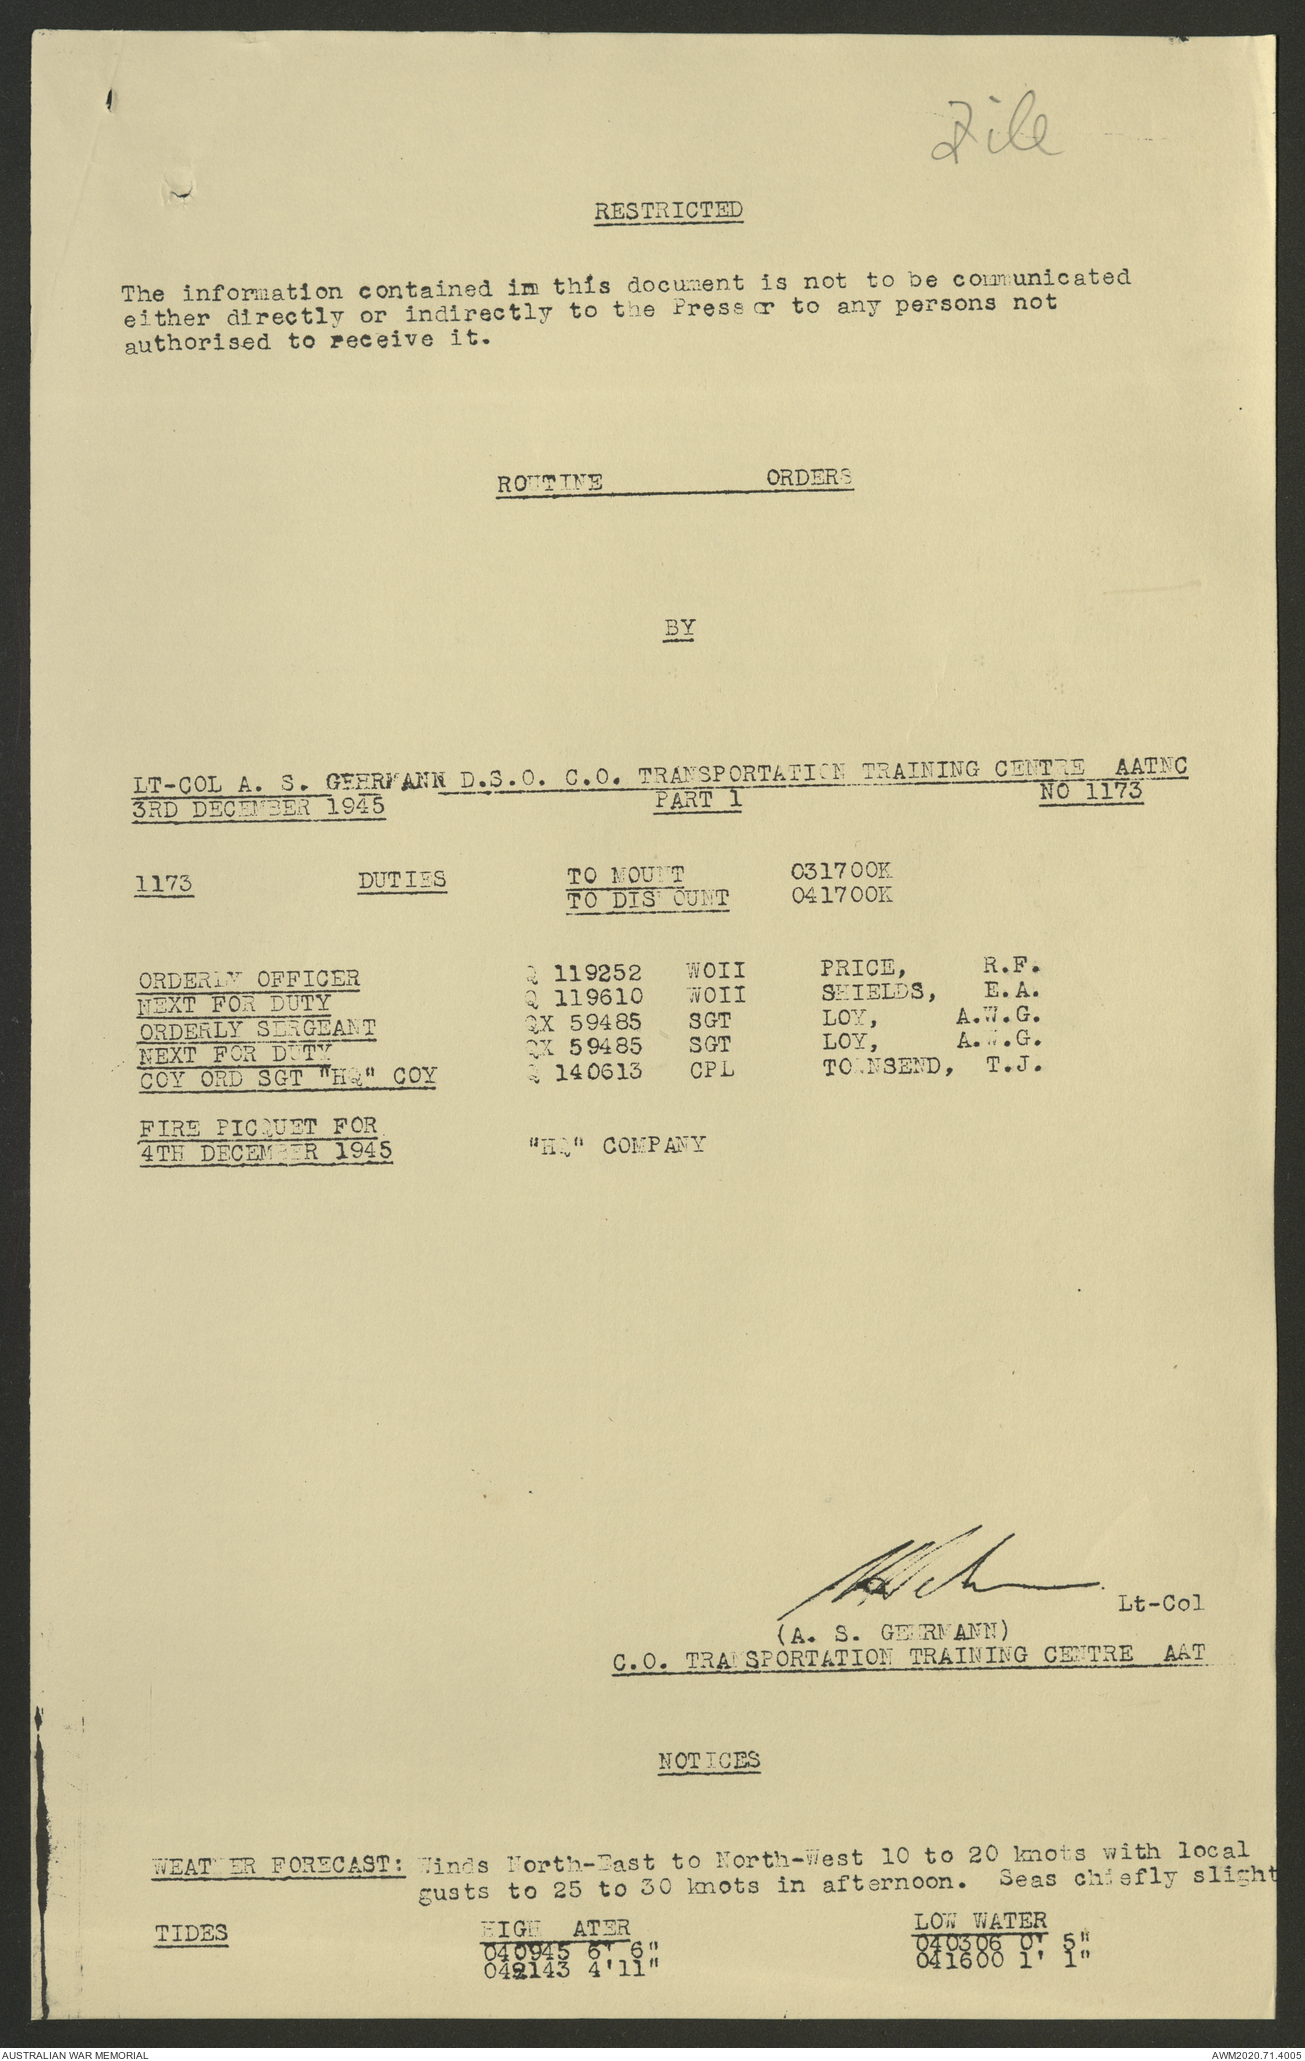 File
RESTRICTED
The information contained in this document is not to be communicated
either directly or indirectly to the Press or to any persons not
authorised to receive it.
ROUTINE ORDERS
BY
LT-COL A. S. GEHRMANN D.S.O. C.O. TRANSPORTATION TRAINING CENTRE AATNC
3RD DECEMBER 1945 PART 1 NO 1173
1173 DUTIES TO MOUNT 031700K
TO DISMOUNT 041700K
ORDERLY OFFICER Q 119252 WOII PRICE, R.F.
NEXT FOR DUTY Q 119610 WOII SHIELDS, E.A.
ORDERLY SERGEANT QX 59485 SGT LOY, A.W.G.
NEXT FOR DUTY QX 59485 SGT LOY, A.W.G.
COY ORD SGT "HQ" COY Q 140613 CPL TOWNSEND, T.J.
FIRE PICQUET FOR
4TH DECEMBER 1945 "HQ" COMPANY
Lt-Col
(A. S. GEHRMANN)
C.O. TRANSPORTATION TRAINING CENTRE AAT
NOTICES
WEATHER FORECAST: Winds North-East to North-West 10 to 20 knots with local
gusts to 25 to 30 knots in afternoon. Seas chiefly slight
TIDES HIGH WATER LOW WATER
040945 6' 6" 040306 0' 5"
042143 4'11" 041600 1' 1"
AUSTRALIAN WAR MEMORIAL AWM2020.71.4005